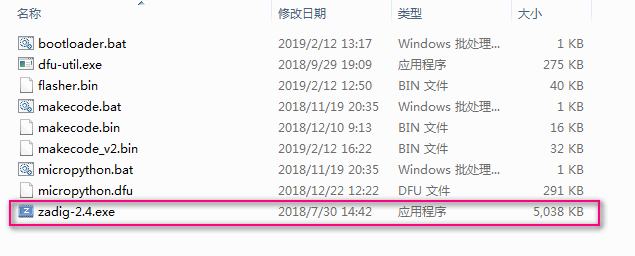 名称 修改日期 类型 大小
bootloader.bat 2019/2/12 13:17 Windows 批处理... 1 KB
dfu-util.exe 2018/9/29 19:09 应用程序 275 KB
flasher.bin 2019/2/12 12:50 BIN 文件 40 KB
makecode.bat 2018/11/19 20:35 Windows 批处理... 1 KB
makecode.bin 2018/12/10 9:13 BIN 文件 16 KB
makecode_v2.bin 2019/2/12 16:22 BIN 文件 32 KB
micropython.bat 2018/11/19 20:35 Windows 批处理... 1 KB
micropython.dfu 2018/12/22 12:22 DFU 文件 291 KB
zadig-2.4.exe 2018/7/30 14:42 应用程序 5,038 KB